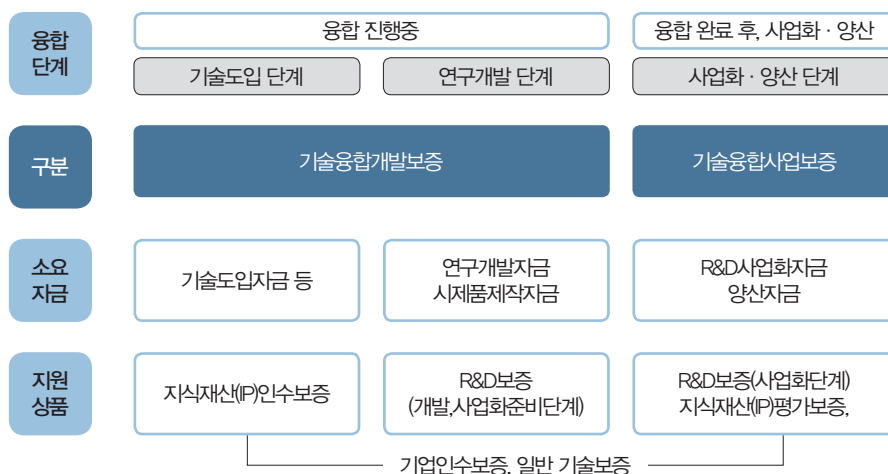 융합
단계
융합 진행중
융합 완료 후, 사업화 · 양산
기술도입 단계
연구개발 단계
사업화 · 양산 단계
구분
기술융합개발보증
기술융합사업보증
소요
자금
기술도입자금 등
연구개발자금
시제품제작자금
R&D사업화자금
양산자금
지원
상품
지식재산(IP)인수보증
R&D보증
(개발,사업화준비단계)
R&D보증(사업화단계)
지식재산(IP)평가보증,
기업인수보증, 일반 기술보증